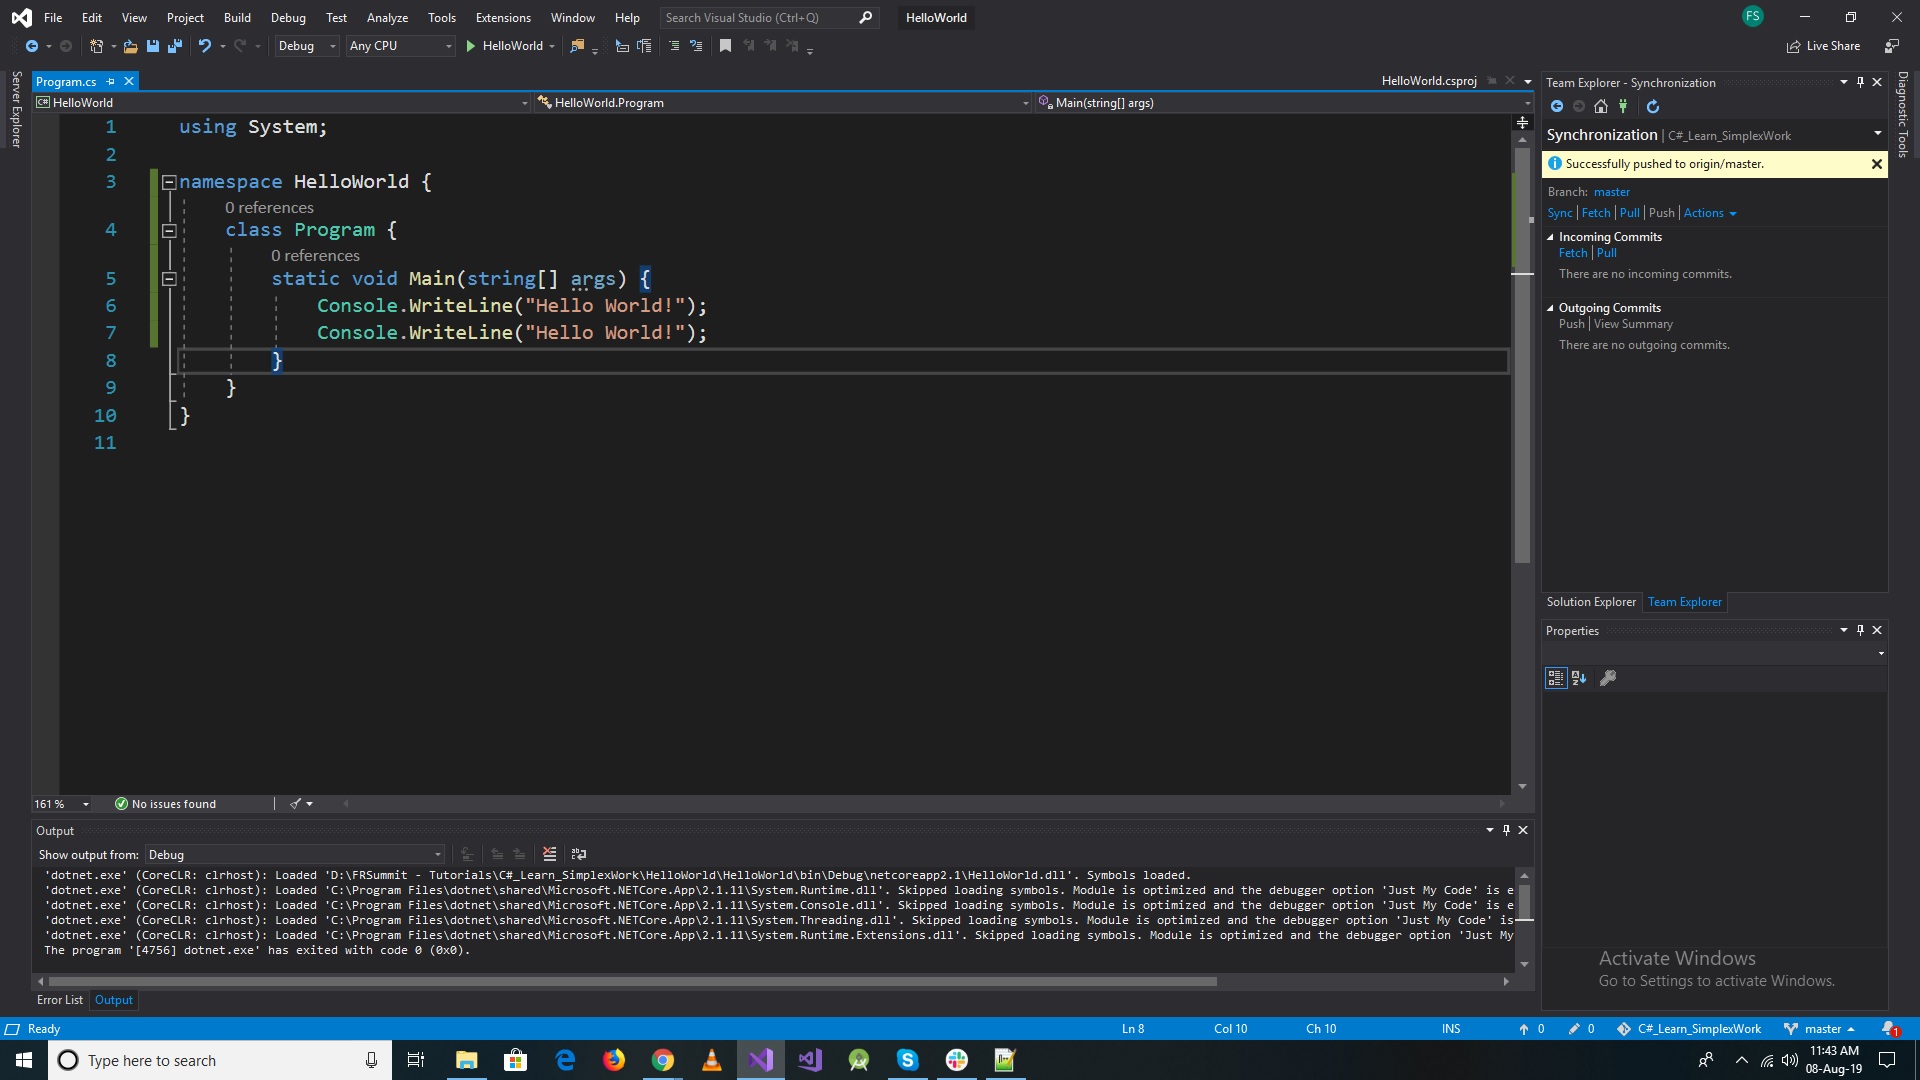 File Edit View Project Build Debug Test Analyze Tools Extensions Window Help Search Visual Studio (Ctrl+Q) HelloWorld FS
Debug Any CPU HelloWorld Live Share
Server Explorer
Program.cs HelloWorld.csproj
C# HelloWorld HelloWorld.Program Main(string[] args)
1 using System;
2
3 namespace HelloWorld {
0 references
4 class Program {
0 references
5 static void Main(string[] args) {
6 Console.WriteLine("Hello World!");
7 Console.WriteLine("Hello World!");
8 }
9 }
10 }
11
161 % No issues found
Output
Show output from: Debug
'dotnet.exe' (CoreCLR: clrhost): Loaded 'D:\FRSummit - Tutorials\C#_Learn_SimplexWork\HelloWorld\HelloWorld\bin\Debug\netcoreapp2.1\HelloWorld.dll'. Symbols loaded.
'dotnet.exe' (CoreCLR: clrhost): Loaded 'C:\Program Files\dotnet\shared\Microsoft.NETCore.App\2.1.11\System.Runtime.dll'. Skipped loading symbols. Module is optimized and the debugger option 'Just My Code' is e
'dotnet.exe' (CoreCLR: clrhost): Loaded 'C:\Program Files\dotnet\shared\Microsoft.NETCore.App\2.1.11\System.Console.dll'. Skipped loading symbols. Module is optimized and the debugger option 'Just My Code' is e
'dotnet.exe' (CoreCLR: clrhost): Loaded 'C:\Program Files\dotnet\shared\Microsoft.NETCore.App\2.1.11\System.Threading.dll'. Skipped loading symbols. Module is optimized and the debugger option 'Just My Code' is
'dotnet.exe' (CoreCLR: clrhost): Loaded 'C:\Program Files\dotnet\shared\Microsoft.NETCore.App\2.1.11\System.Runtime.Extensions.dll'. Skipped loading symbols. Module is optimized and the debugger option 'Just My
The program '[4756] dotnet.exe' has exited with code 0 (0x0).
Error List Output
Team Explorer - Synchronization
Synchronization | C#_Learn_SimplexWork
Successfully pushed to origin/master.
Branch: master
Sync | Fetch | Pull | Push | Actions
Incoming Commits
Fetch | Pull
There are no incoming commits.
Outgoing Commits
Push | View Summary
There are no outgoing commits.
Solution Explorer Team Explorer
Properties
Diagnostic Tools
Activate Windows
Go to Settings to activate Windows.
Ready Ln 8 Col 10 Ch 10 INS 0 0 C#_Learn_SimplexWork master 1
Type here to search
11:43 AM
08-Aug-19